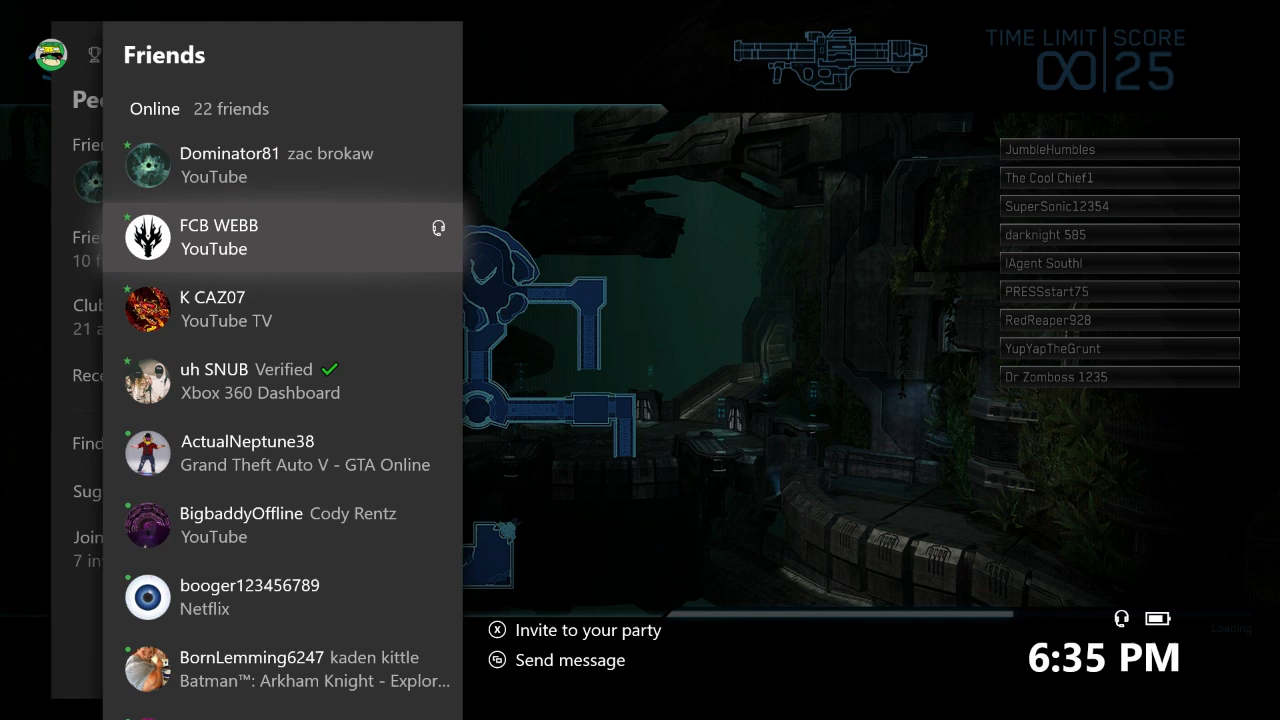 Friends
Online 22 friends
Dominator81 zac brokaw
YouTube
FCB WEBB
YouTube
K CAZ07
YouTube TV
uh SNUB Verified
Xbox 360 Dashboard
ActualNeptune38
Grand Theft Auto V - GTA Online
BigbaddyOffline Cody Rentz
YouTube
booger123456789
Netflix
BornLemming6247 kaden kittle
Batman™: Arkham Knight - Explor...
Invite to your party
Send message
TIME LIMIT SCORE
∞ 25
JumbleHumbles
The Cool Chief1
SuperSonic12354
darknight 585
IAgent SouthI
PRESSstart75
RedReaper928
YupYapTheGrunt
Dr Zomboss 1235
Loading
6:35 PM